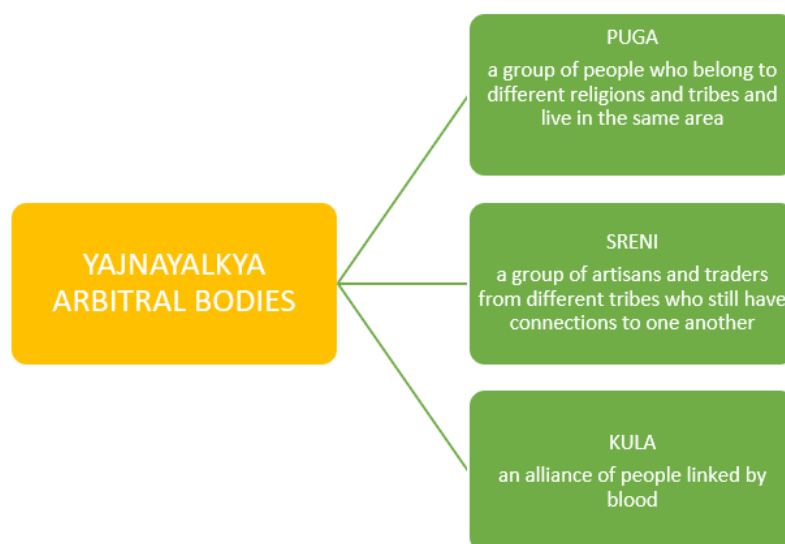 PUGA
a group of people who belong to
different religions and tribes and
live in the same area
YAJNAYALKYA
ARBITRAL BODIES
SRENI
a group of artisans and traders
from different tribes who still have
connections to one another
KULA
an alliance of people linked by
blood